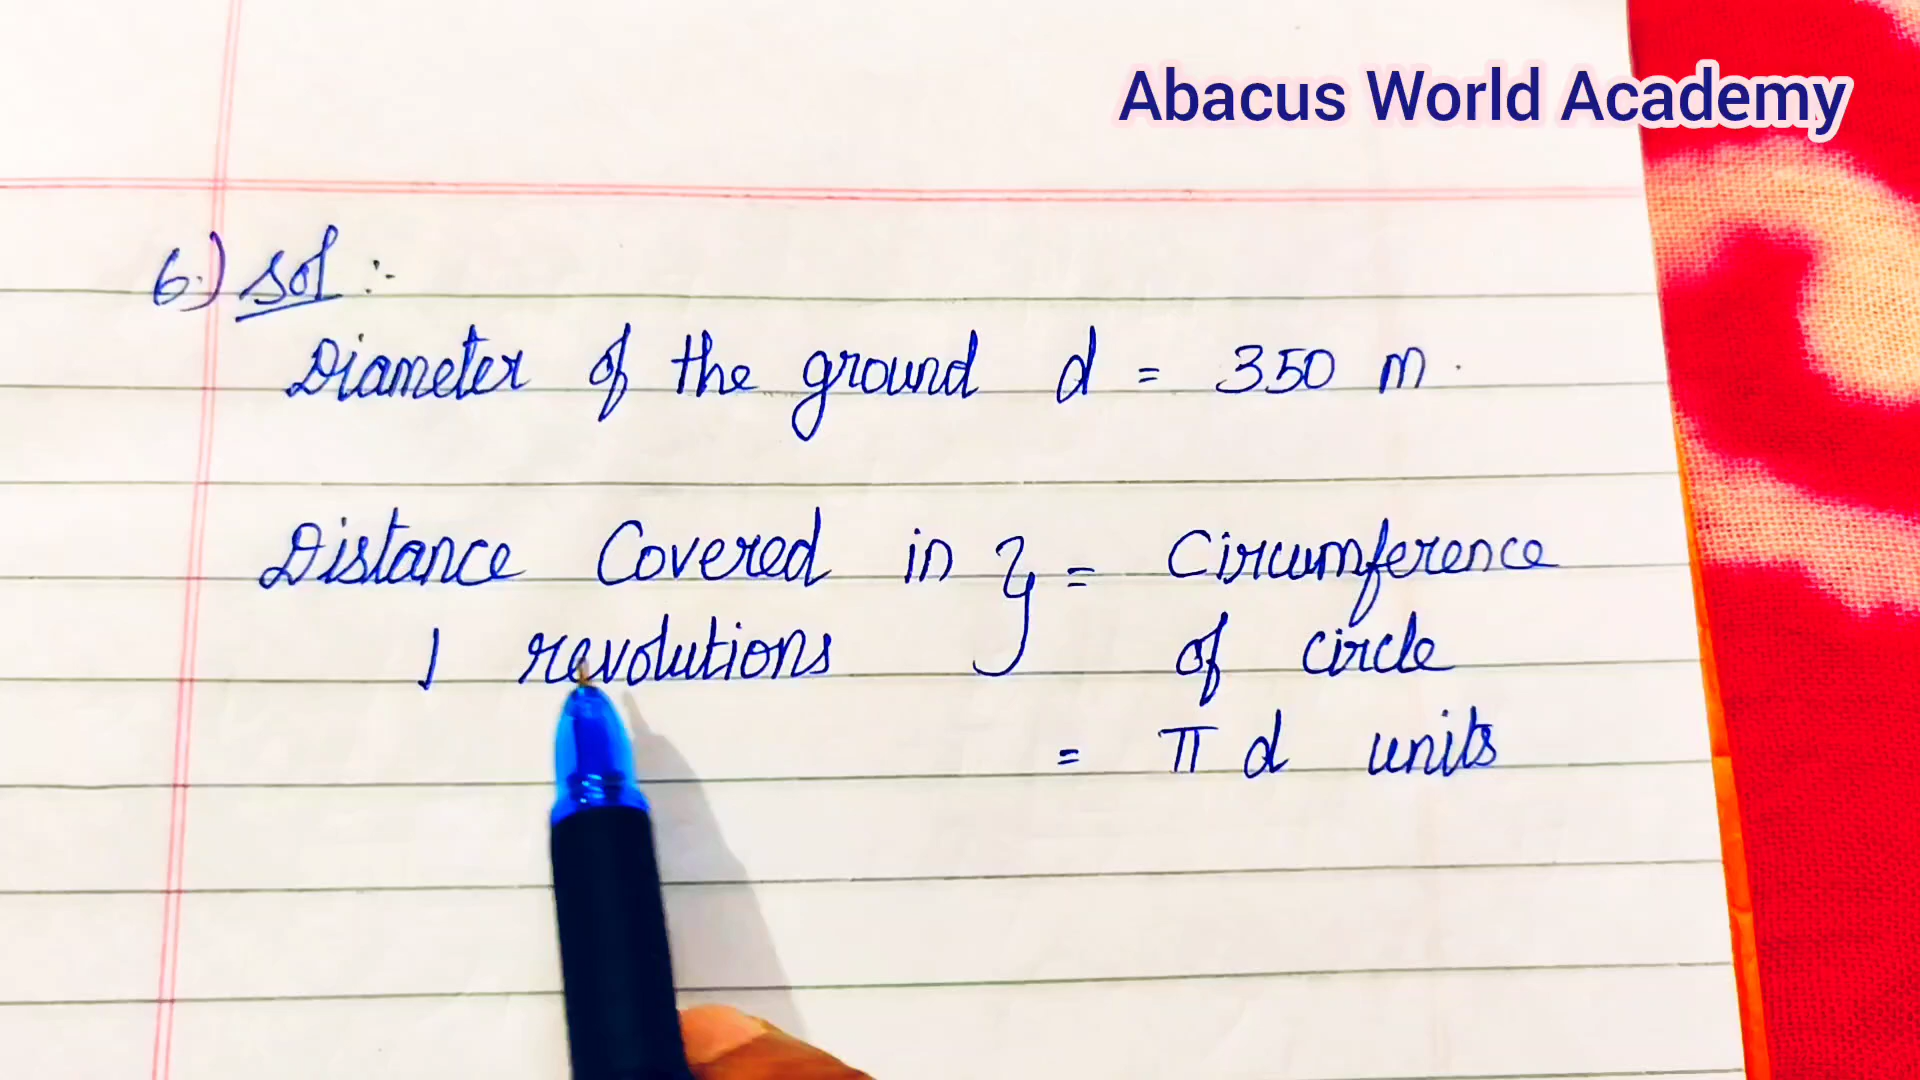 Abacus World Academy
6.) Sol :-
Diameter of the ground d = 350 m.
Distance Covered in } = Circumference
1 revolutions of circle
= π d units